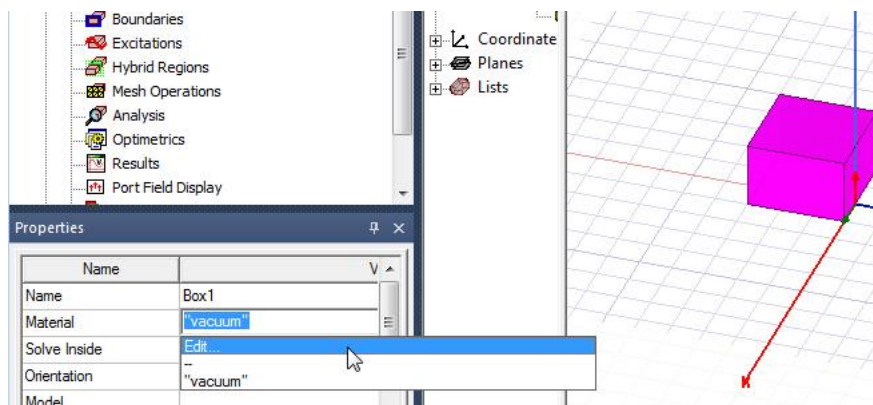 Boundaries
Excitations
Hybrid Regions
Mesh Operations
Analysis
Optimetrics
Results
Port Field Display
Coordinate
Planes
Lists
Properties
Name V
Name Box1
Material "vacuum"
Solve Inside Edit...
--
Orientation "vacuum"
Model